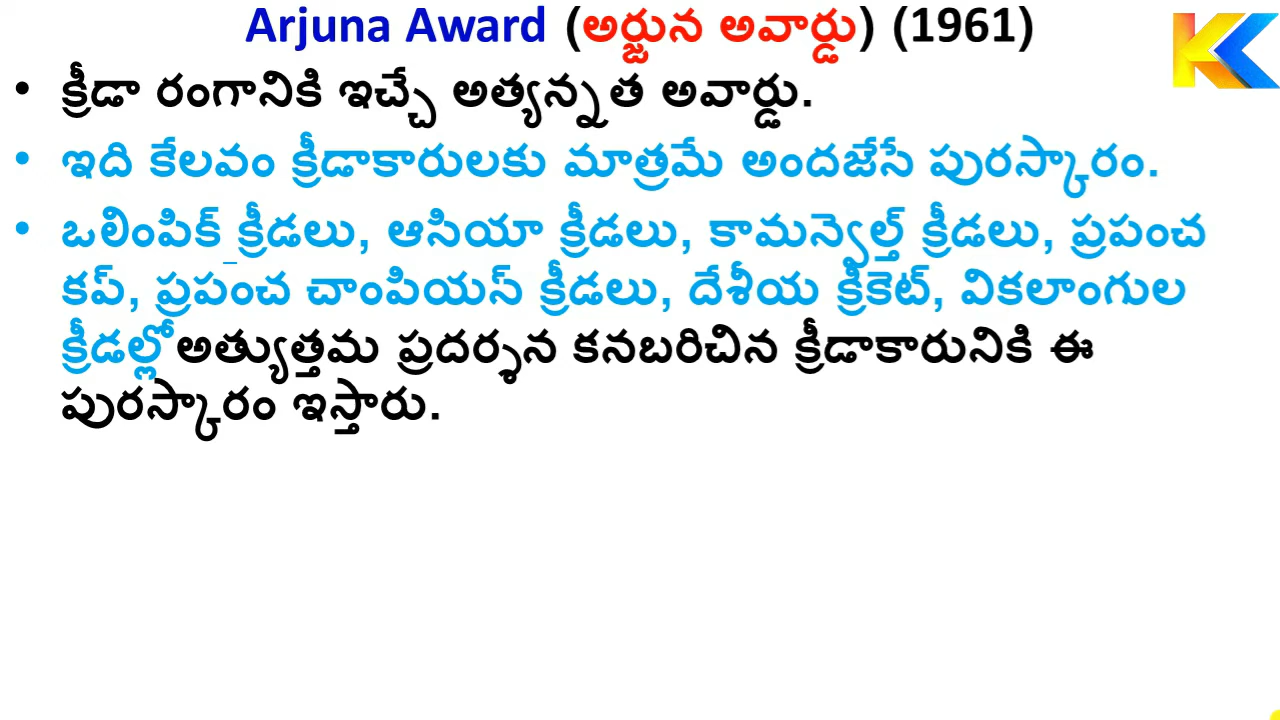 Arjuna Award (అర్జున అవార్డు) (1961)
• క్రీడా రంగానికి ఇచ్చే అత్యన్నత అవార్డు.
• ఇది కేలవం క్రీడాకారులకు మాత్రమే అందజేసే పురస్కారం.
• ఒలింపిక్ క్రీడలు, ఆసియా క్రీడలు, కామన్వెల్త్ క్రీడలు, ప్రపంచ
కప్, ప్రపంచ చాంపియస్ క్రీడలు, దేశీయ క్రికెట్, వికలాంగుల
క్రీడల్లోఅత్యుత్తమ ప్రదర్శన కనబరిచిన క్రీడాకారునికి ఈ
పురస్కారం ఇస్తారు.